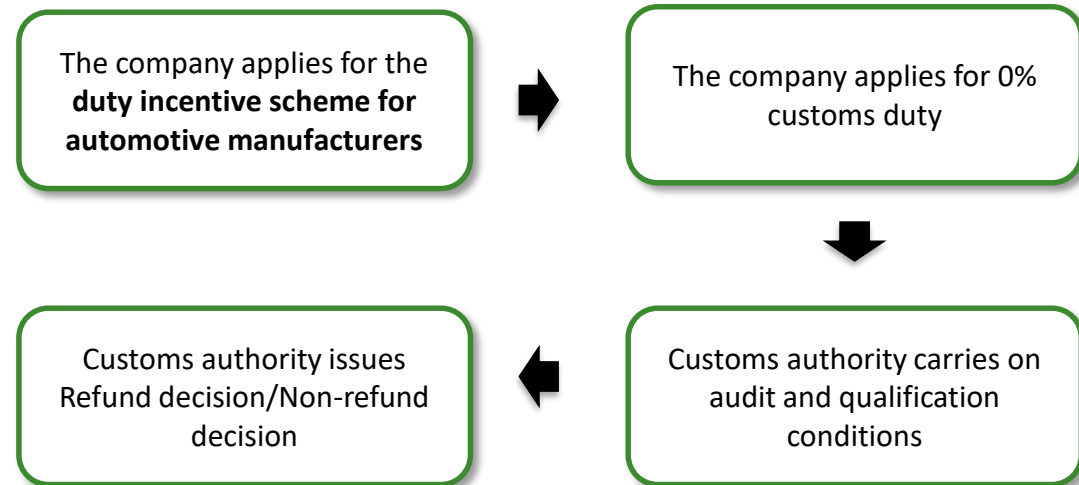 The company applies for the
duty incentive scheme for
automotive manufacturers
The company applies for 0%
customs duty
Customs authority carries on
audit and qualification
conditions
Customs authority issues
Refund decision/Non-refund
decision